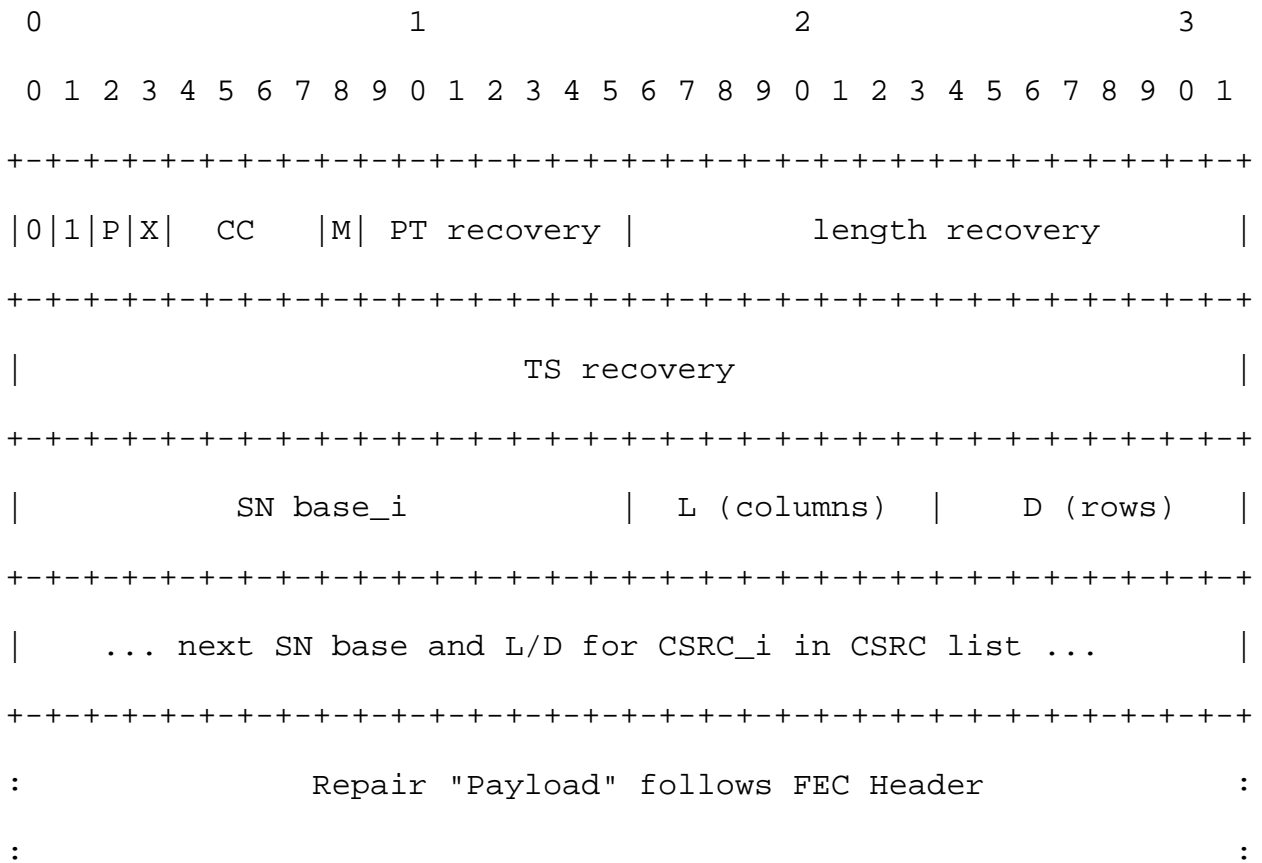 0                   1                   2                   3
0 1 2 3 4 5 6 7 8 9 0 1 2 3 4 5 6 7 8 9 0 1 2 3 4 5 6 7 8 9 0 1
+-+-+-+-+-+-+-+-+-+-+-+-+-+-+-+-+-+-+-+-+-+-+-+-+-+-+-+-+-+-+-+-+
|0|1|P|X|  CC   |M| PT recovery |         length recovery       |
+-+-+-+-+-+-+-+-+-+-+-+-+-+-+-+-+-+-+-+-+-+-+-+-+-+-+-+-+-+-+-+-+
|                          TS recovery                          |
+-+-+-+-+-+-+-+-+-+-+-+-+-+-+-+-+-+-+-+-+-+-+-+-+-+-+-+-+-+-+-+-+
|           SN base_i           |  L (columns)  |    D (rows)   |
+-+-+-+-+-+-+-+-+-+-+-+-+-+-+-+-+-+-+-+-+-+-+-+-+-+-+-+-+-+-+-+-+
|    ... next SN base and L/D for CSRC_i in CSRC list ...       |
+-+-+-+-+-+-+-+-+-+-+-+-+-+-+-+-+-+-+-+-+-+-+-+-+-+-+-+-+-+-+-+-+
:               Repair "Payload" follows FEC Header             :
:                                                               :